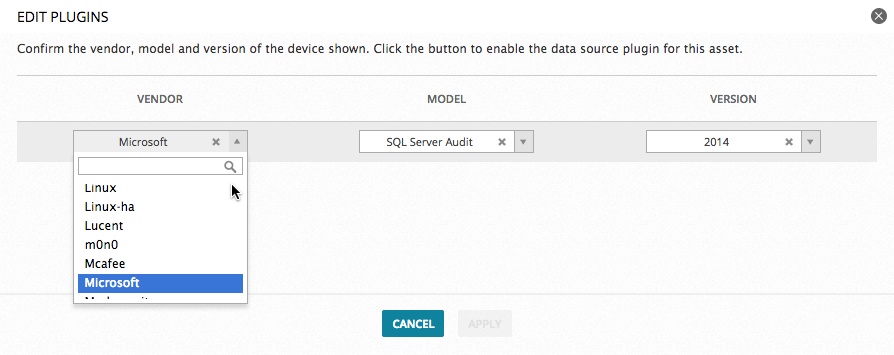 EDIT PLUGINS
Confirm the vendor, model and version of the device shown. Click the button to enable the data source plugin for this asset.
VENDOR MODEL VERSION
Microsoft SQL Server Audit 2014
Linux
Linux-ha
Lucent
m0n0
Mcafee
Microsoft
CANCEL APPLY